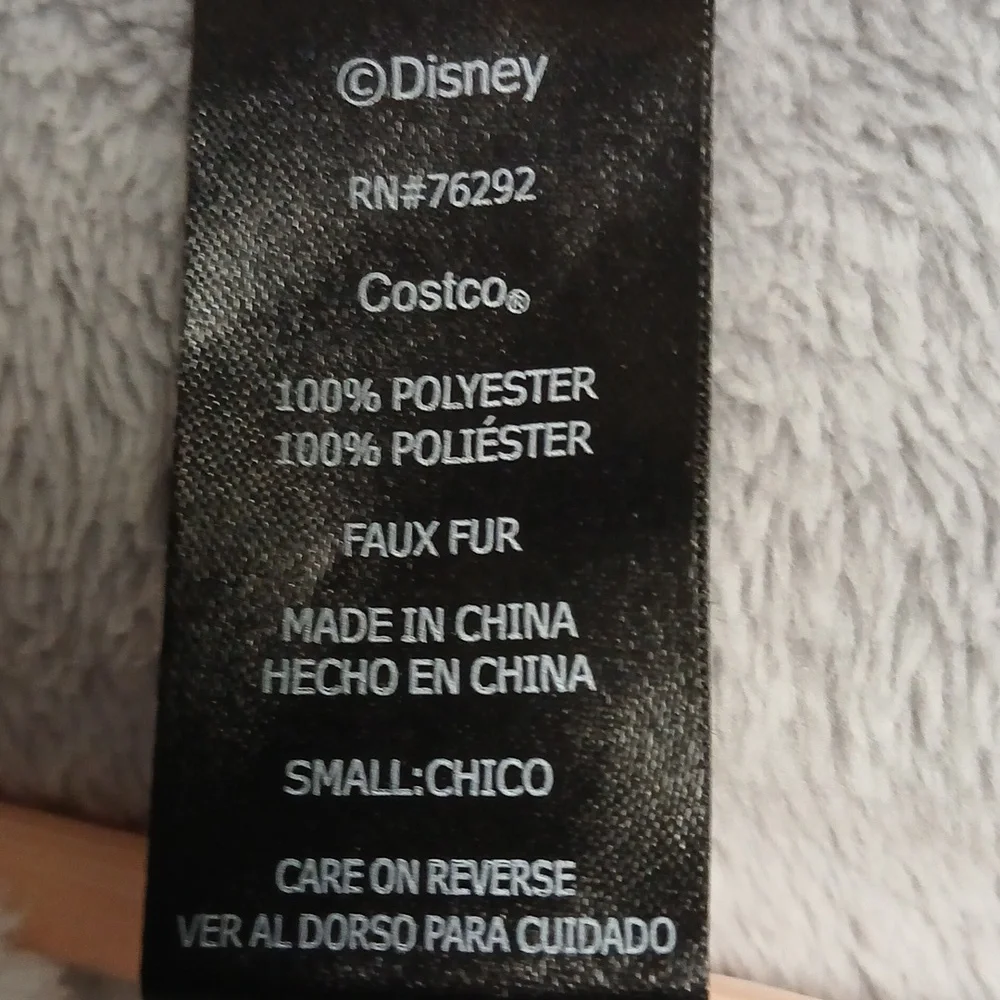 ©Disney
RN#76292
Costco®
100% POLYESTER
100% POLIÉSTER
FAUX FUR
MADE IN CHINA
HECHO EN CHINA
SMALL:CHICO
CARE ON REVERSE
VER AL DORSO PARA CUIDADO